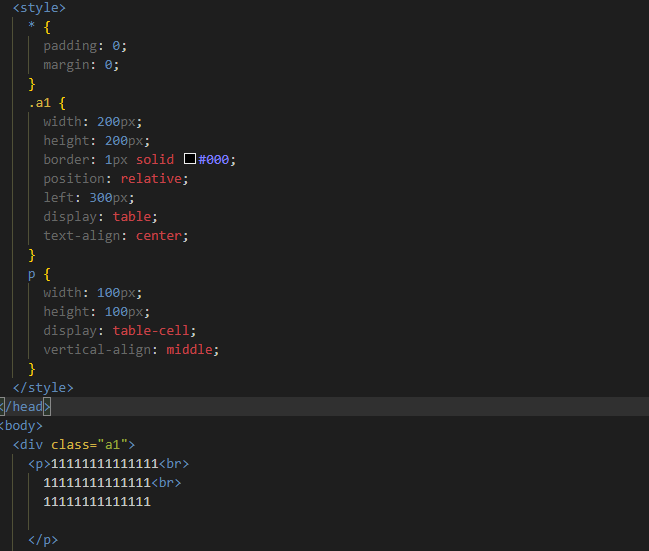 <style>
* {
padding: 0;
margin: 0;
}
.a1 {
width: 200px;
height: 200px;
border: 1px solid #000;
position: relative;
left: 300px;
display: table;
text-align: center;
}
p {
width: 100px;
height: 100px;
display: table-cell;
vertical-align: middle;
}
</style>
</head>
<body>
<div class="a1">
<p>11111111111111<br>
11111111111111<br>
11111111111111
</p>